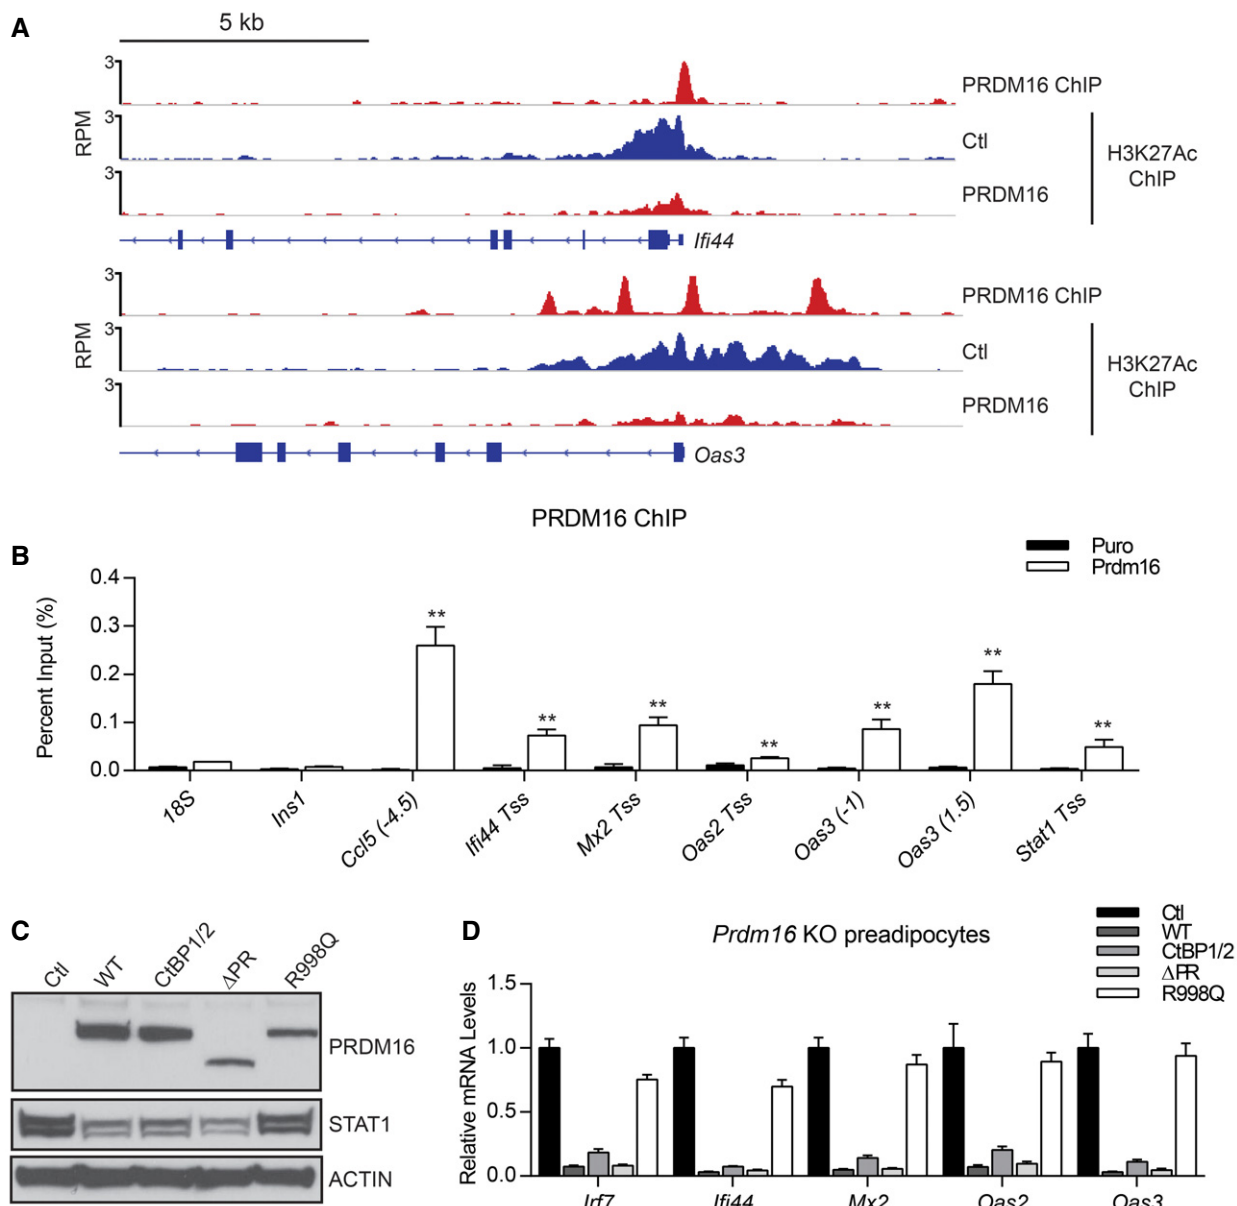 A
5 kb
3
PRDM16 ChIP
RPM
3
Ctl
H3K27Ac
ChIP
3
PRDM16
Ifi44
3
PRDM16 ChIP
RPM
3
Ctl
H3K27Ac
ChIP
3
PRDM16
Oas3
PRDM16 ChIP
B
Puro
Prdm16
Percent Input (%)
0.4
0.3
0.2
0.1
0.0
**
**
**
**
**
**
**
18S
Ins1
Ccl5 (-4.5)
Ifi44 Tss
Mx2 Tss
Oas2 Tss
Oas3 (-1)
Oas3 (1.5)
Stat1 Tss
C
Ctl
WT
CtBP1/2
ΔPR
R998Q
PRDM16
STAT1
ACTIN
D
Prdm16 KO preadipocytes
Ctl
WT
CtBP1/2
ΔPR
R998Q
Relative mRNA Levels
1.5
1.0
0.5
0.0
Irf7
Ifi44
Mx2
Oas2
Oas3